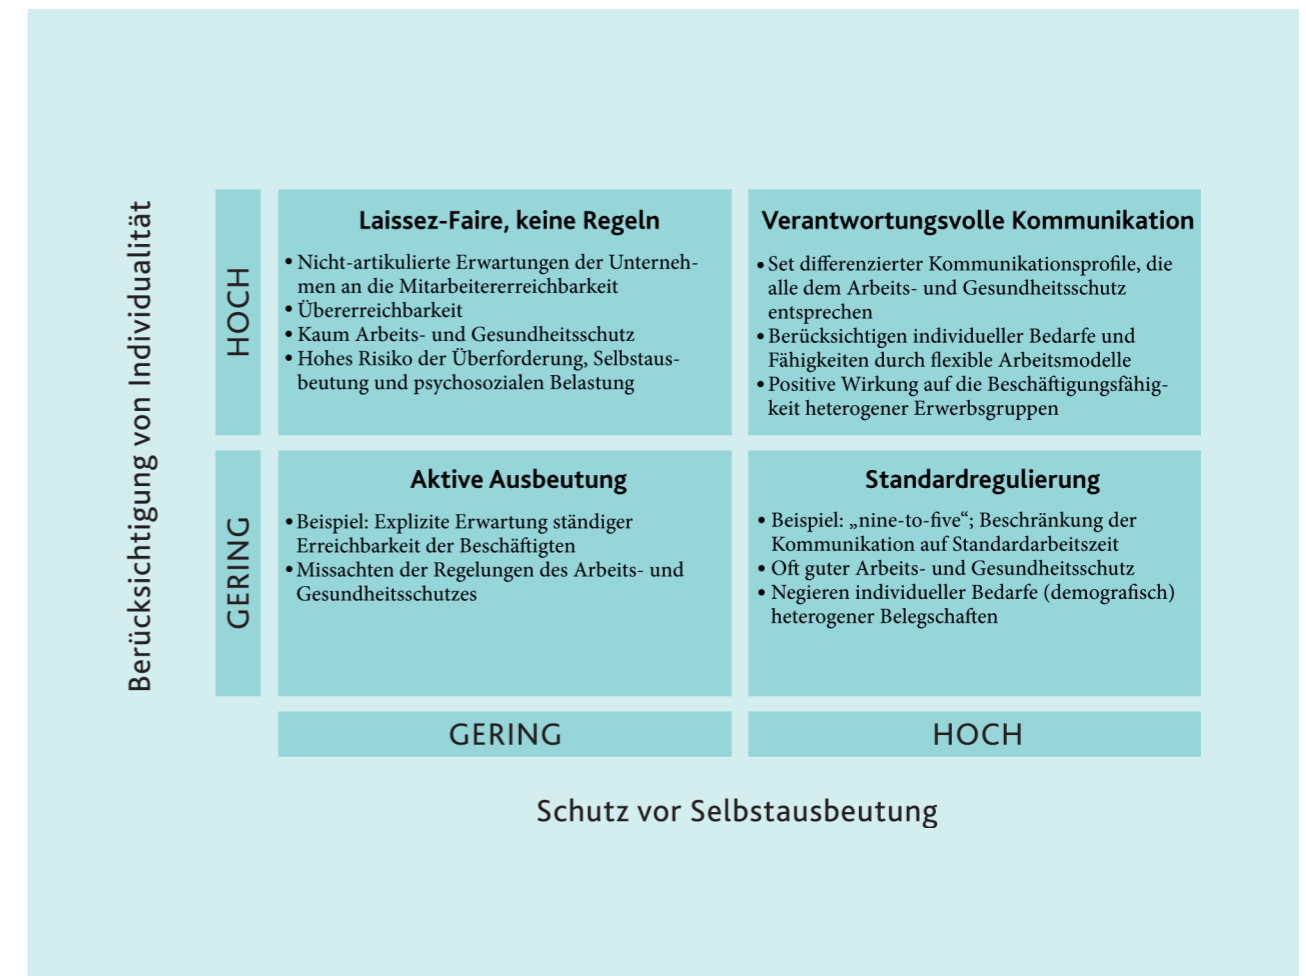 Berücksichtigung von Individualität
HOCH
Laissez-Faire, keine Regeln
• Nicht-artikulierte Erwartungen der Unterneh-
men an die Mitarbeitererreichbarkeit
• Übererreichbarkeit
• Kaum Arbeits- und Gesundheitsschutz
• Hohes Risiko der Überforderung, Selbstaus-
beutung und psychosozialen Belastung
Verantwortungsvolle Kommunikation
• Set differenzierter Kommunikationsprofile, die
alle dem Arbeits- und Gesundheitsschutz
entsprechen
• Berücksichtigen individueller Bedarfe und
Fähigkeiten durch flexible Arbeitsmodelle
• Positive Wirkung auf die Beschäftigungsfähig-
keit heterogener Erwerbsgruppen
GERING
Aktive Ausbeutung
• Beispiel: Explizite Erwartung ständiger
Erreichbarkeit der Beschäftigten
• Missachten der Regelungen des Arbeits- und
Gesundheitsschutzes
Standardregulierung
• Beispiel: „nine-to-five“; Beschränkung der
Kommunikation auf Standardarbeitszeit
• Oft guter Arbeits- und Gesundheitsschutz
• Negieren individueller Bedarfe (demografisch)
heterogener Belegschaften
GERING
HOCH
Schutz vor Selbstausbeutung